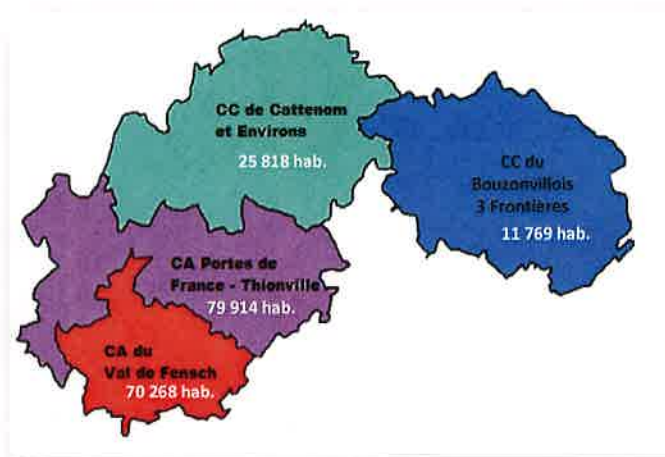 CC de Cattenom
et Environs
25 818 hab.
CC du
Bouzonvillois
3 Frontières
11 769 hab.
CA Portes de
France - Thionville
79 914 hab.
CA du
Val de Fensch
70 268 hab.